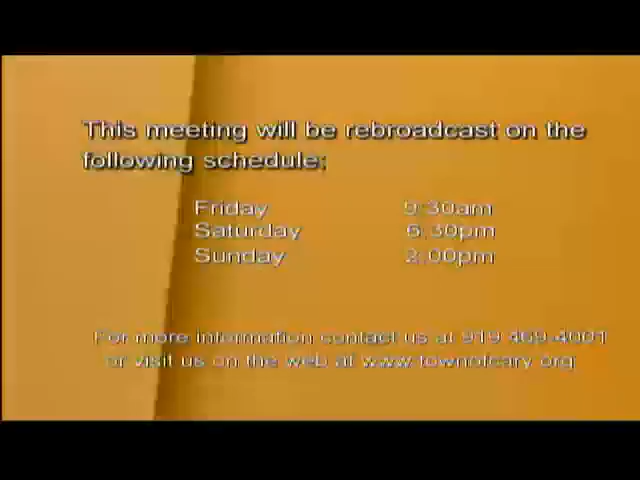 This meeting will be rebroadcast on the
following schedule:
Friday 9:30am
Saturday 6:30pm
Sunday 2:00pm
For more information contact us at 919 469-4001
or visit us on the web at www.townofcary.org